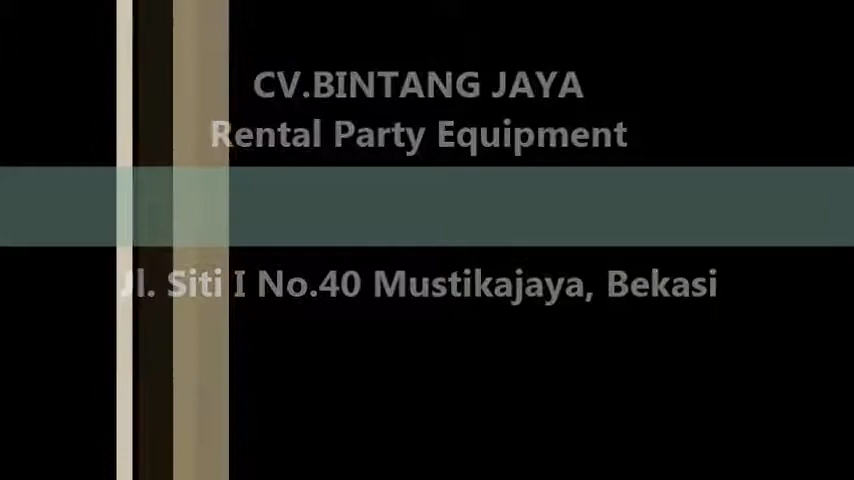 CV.BINTANG JAYA
Rental Party Equipment
Jl. Siti I No.40 Mustikajaya, Bekasi